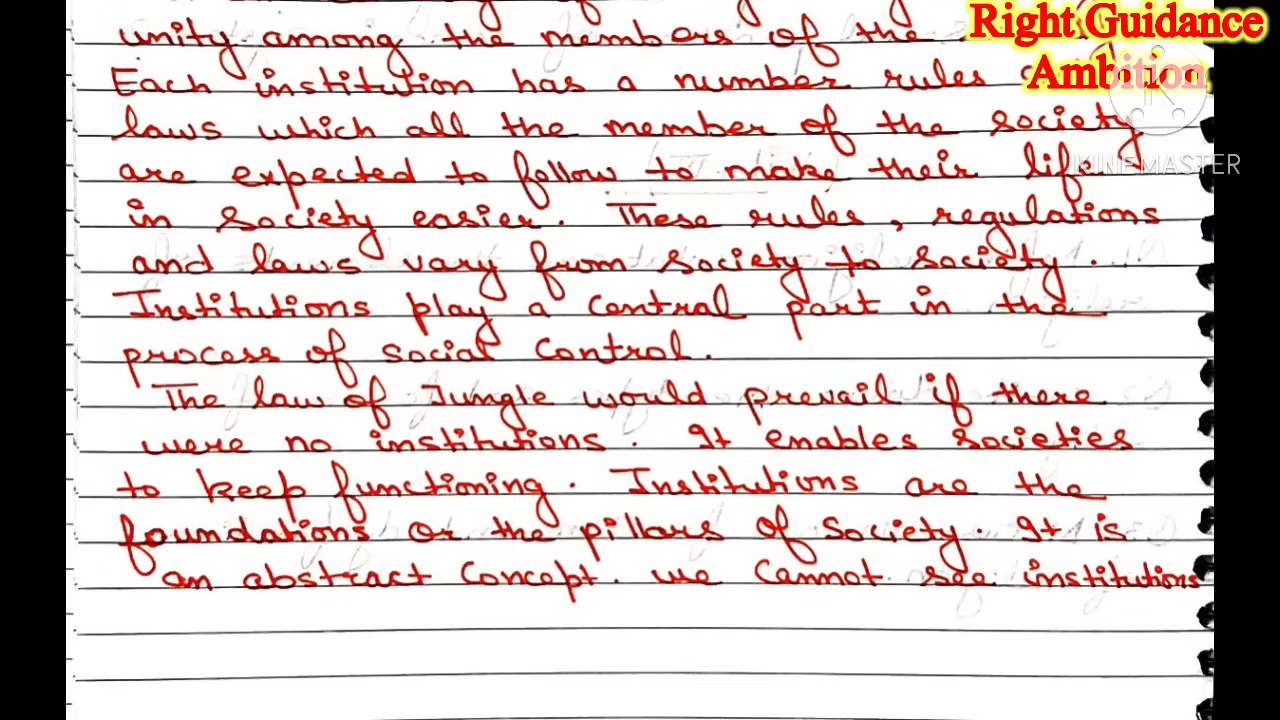 Right Guidance
unity among the members of the
Ambition
Each institution has a number rules
KINEMASTER
laws which all the member of the society
are expected to follow to make their life
in society easier. These rules, regulations
and laws vary from society to society.
Institutions play a central part in the
process of social control.
The law of Jungle would prevail if there
were no institutions. It enables societies
to keep functioning. Institutions are the
foundations or the pillars of society. It is
an abstract concept. we cannot see institutions